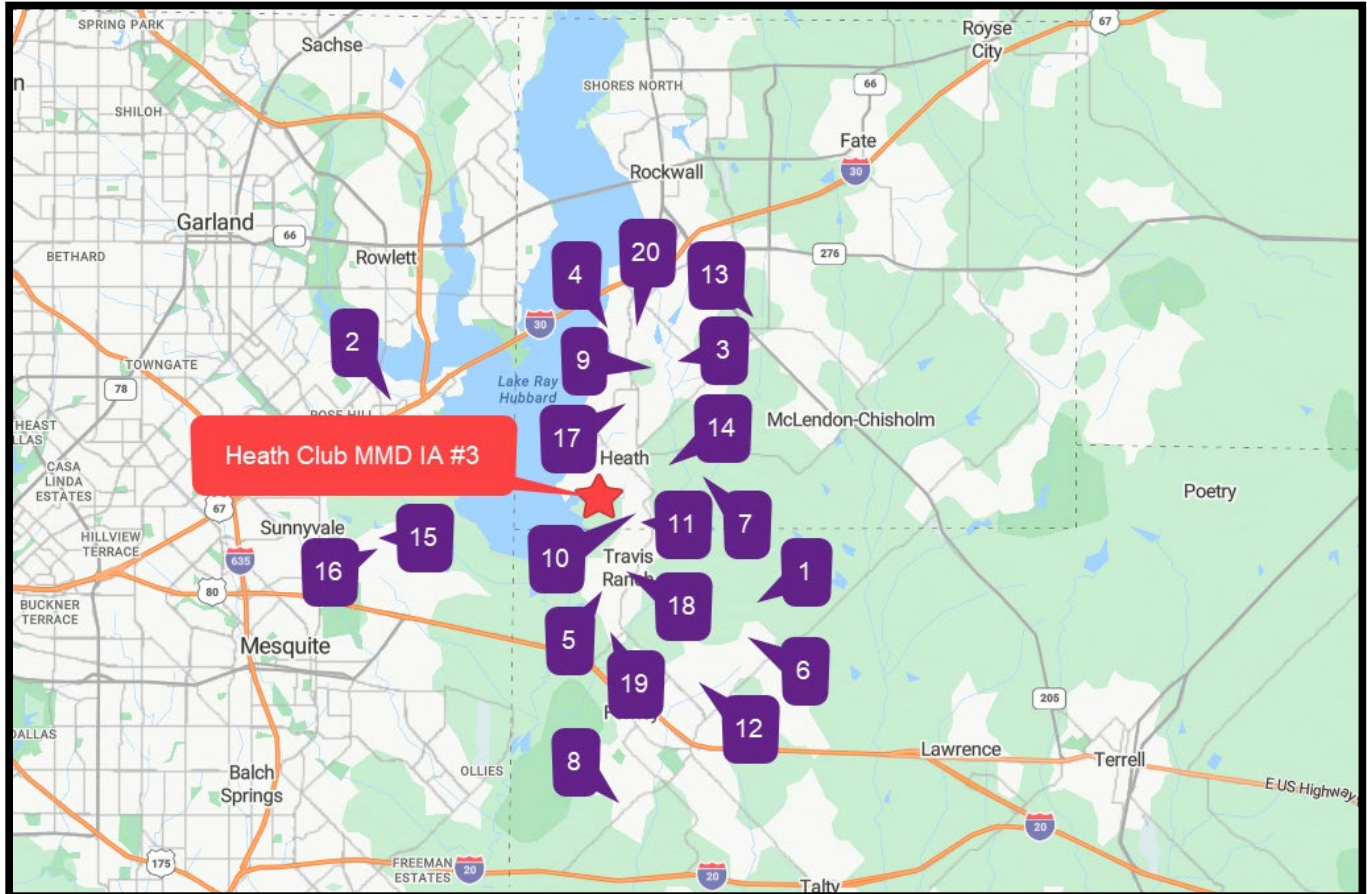 SPRING PARK
Sachse
Royse
City
67
n
SHORES NORTH
66
SHILOH
Fate
30
Rockwall
Garland
66
BETHARD
Rowlett
20
276
4
13
30
2
9
3
TOWNGATE
Lake Ray
Hubbard
78
ROSE HILL
McLendon-Chisholm
HEAST
LLAS
17
14
Heath Club MMD IA #3
Heath
CASA
LINDA
ESTATES
67
Poetry
Sunnyvale
15
11
7
HILLVIEW
TERRACE
635
16
10
Travis
Ranch
1
80
18
BUCKNER
TERRACE
Mesquite
5
6
19
205
12
DALLAS
Lawrence
Terrell
8
OLLIES
Balch
Springs
E US Highway
20
175
FREEMAN
ESTATES
20
20
Talty